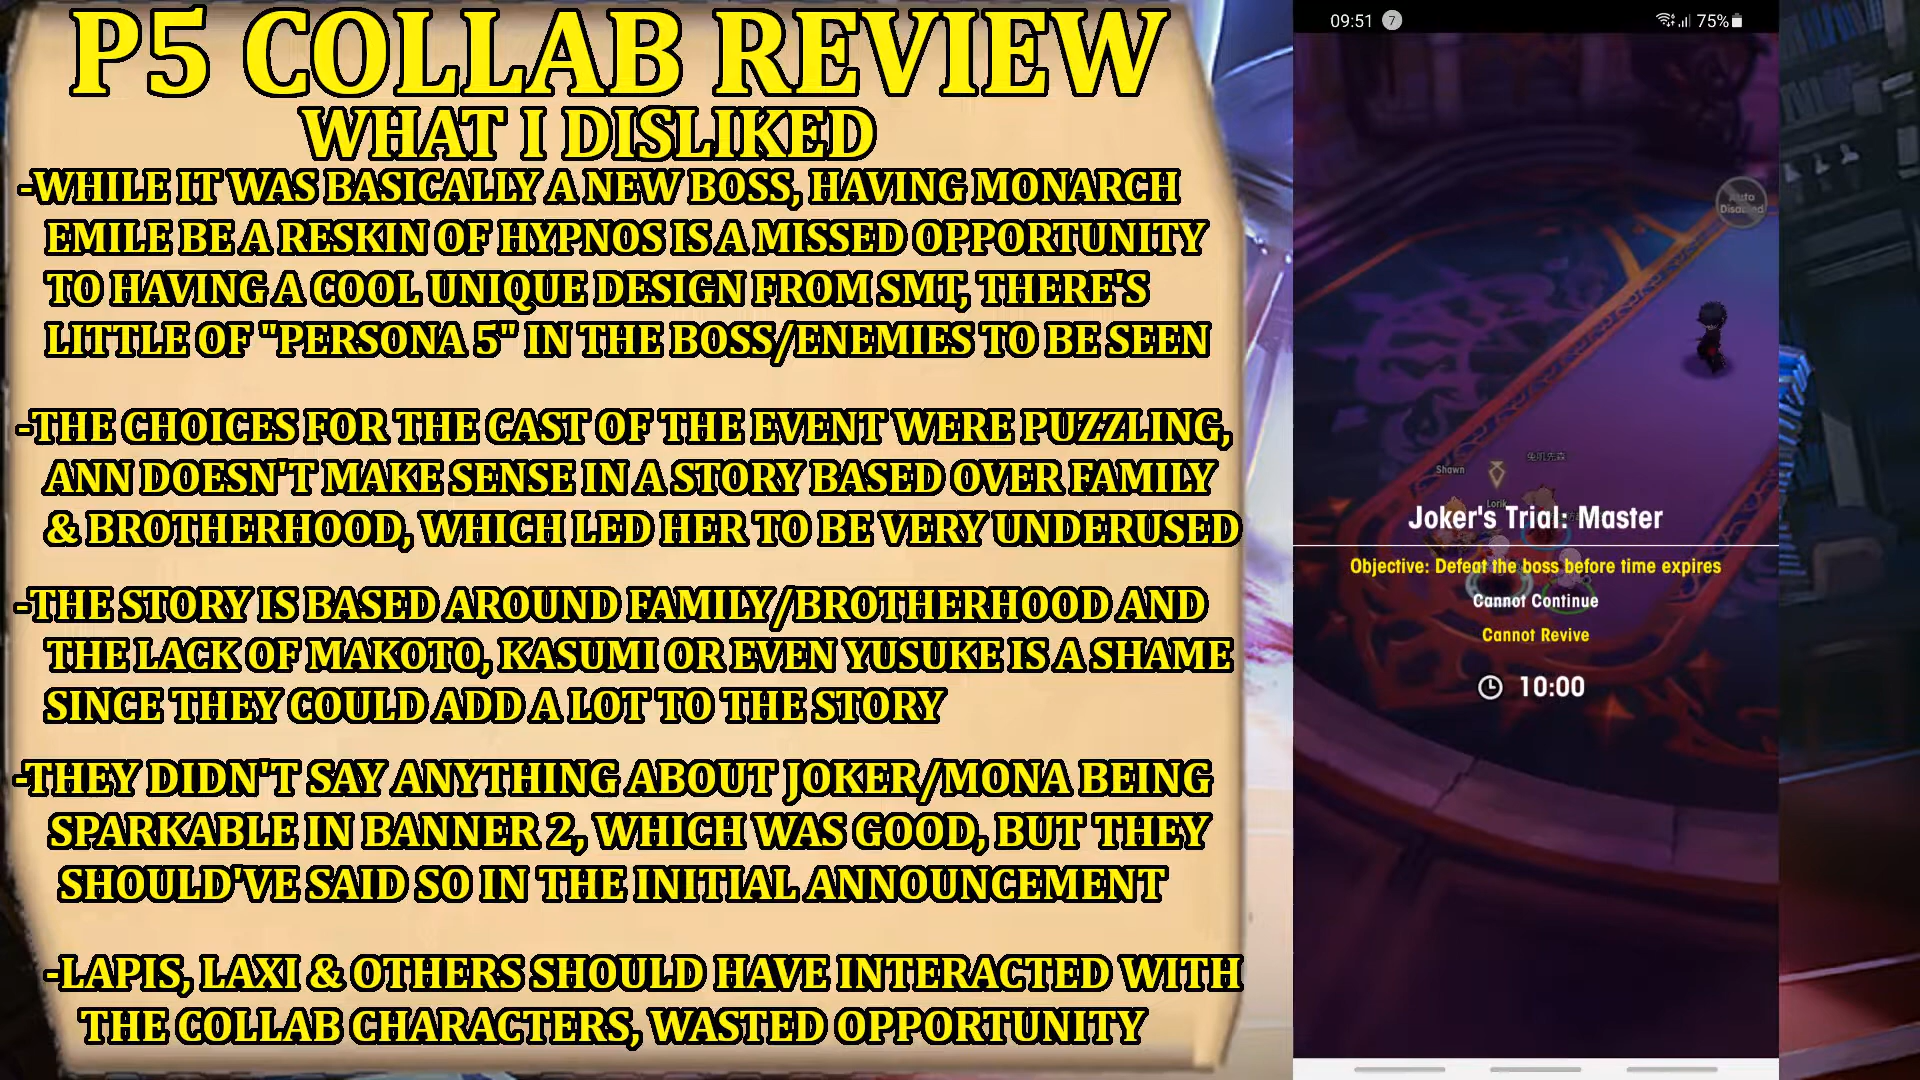 P5 COLLAB REVIEW
WHAT I DISLIKED
-WHILE IT WAS BASICALLY A NEW BOSS, HAVING MONARCH
EMILE BE A RESKIN OF HYPNOS IS A MISSED OPPORTUNITY
TO HAVING A COOL UNIQUE DESIGN FROM SMT, THERE'S
LITTLE OF "PERSONA 5" IN THE BOSS/ENEMIES TO BE SEEN
-THE CHOICES FOR THE CAST OF THE EVENT WERE PUZZLING,
ANN DOESN'T MAKE SENSE IN A STORY BASED OVER FAMILY
& BROTHERHOOD, WHICH LED HER TO BE VERY UNDERUSED
-THE STORY IS BASED AROUND FAMILY/BROTHERHOOD AND
THE LACK OF MAKOTO, KASUMI OR EVEN YUSUKE IS A SHAME
SINCE THEY COULD ADD A LOT TO THE STORY
-THEY DIDN'T SAY ANYTHING ABOUT JOKER/MONA BEING
SPARKABLE IN BANNER 2, WHICH WAS GOOD, BUT THEY
SHOULD'VE SAID SO IN THE INITIAL ANNOUNCEMENT
-LAPIS, LAXI & OTHERS SHOULD HAVE INTERACTED WITH
THE COLLAB CHARACTERS, WASTED OPPORTUNITY
09:51 7 75%
Auto
Disabled
Shawn
Lorik
Joker's Trial: Master
Objective: Defeat the boss before time expires
Cannot Continue
Cannot Revive
10:00